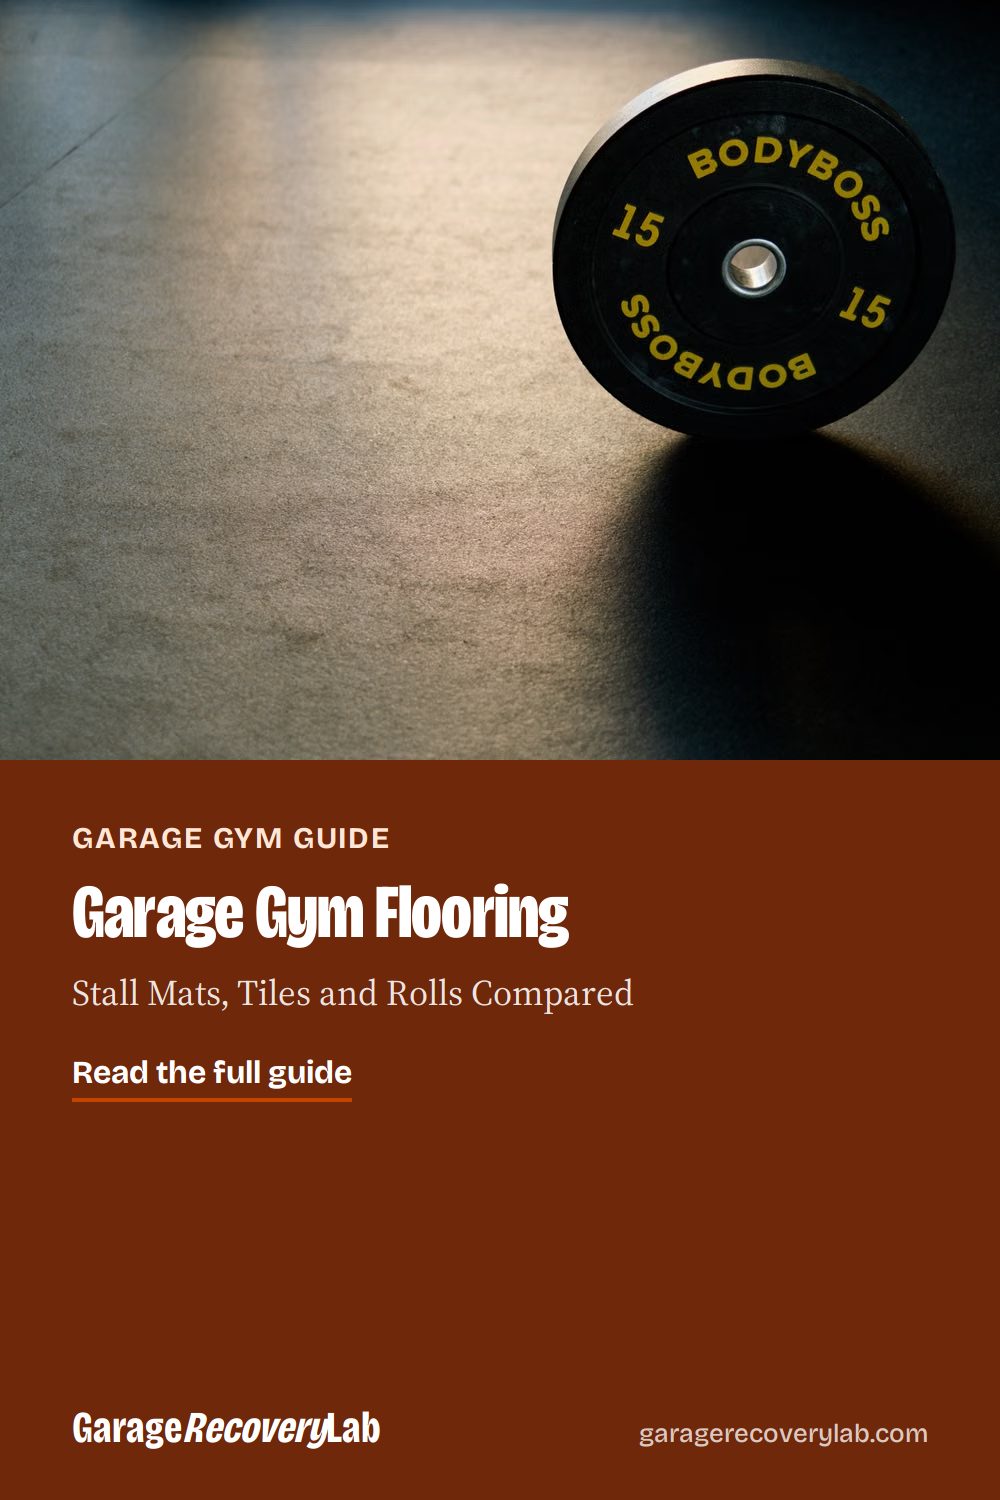 BODYBOSS
15
15
BODYBOSS
GARAGE GYM GUIDE
Garage Gym Flooring
Stall Mats, Tiles and Rolls Compared
Read the full guide
GarageRecoveryLab
garagerecoverylab.com